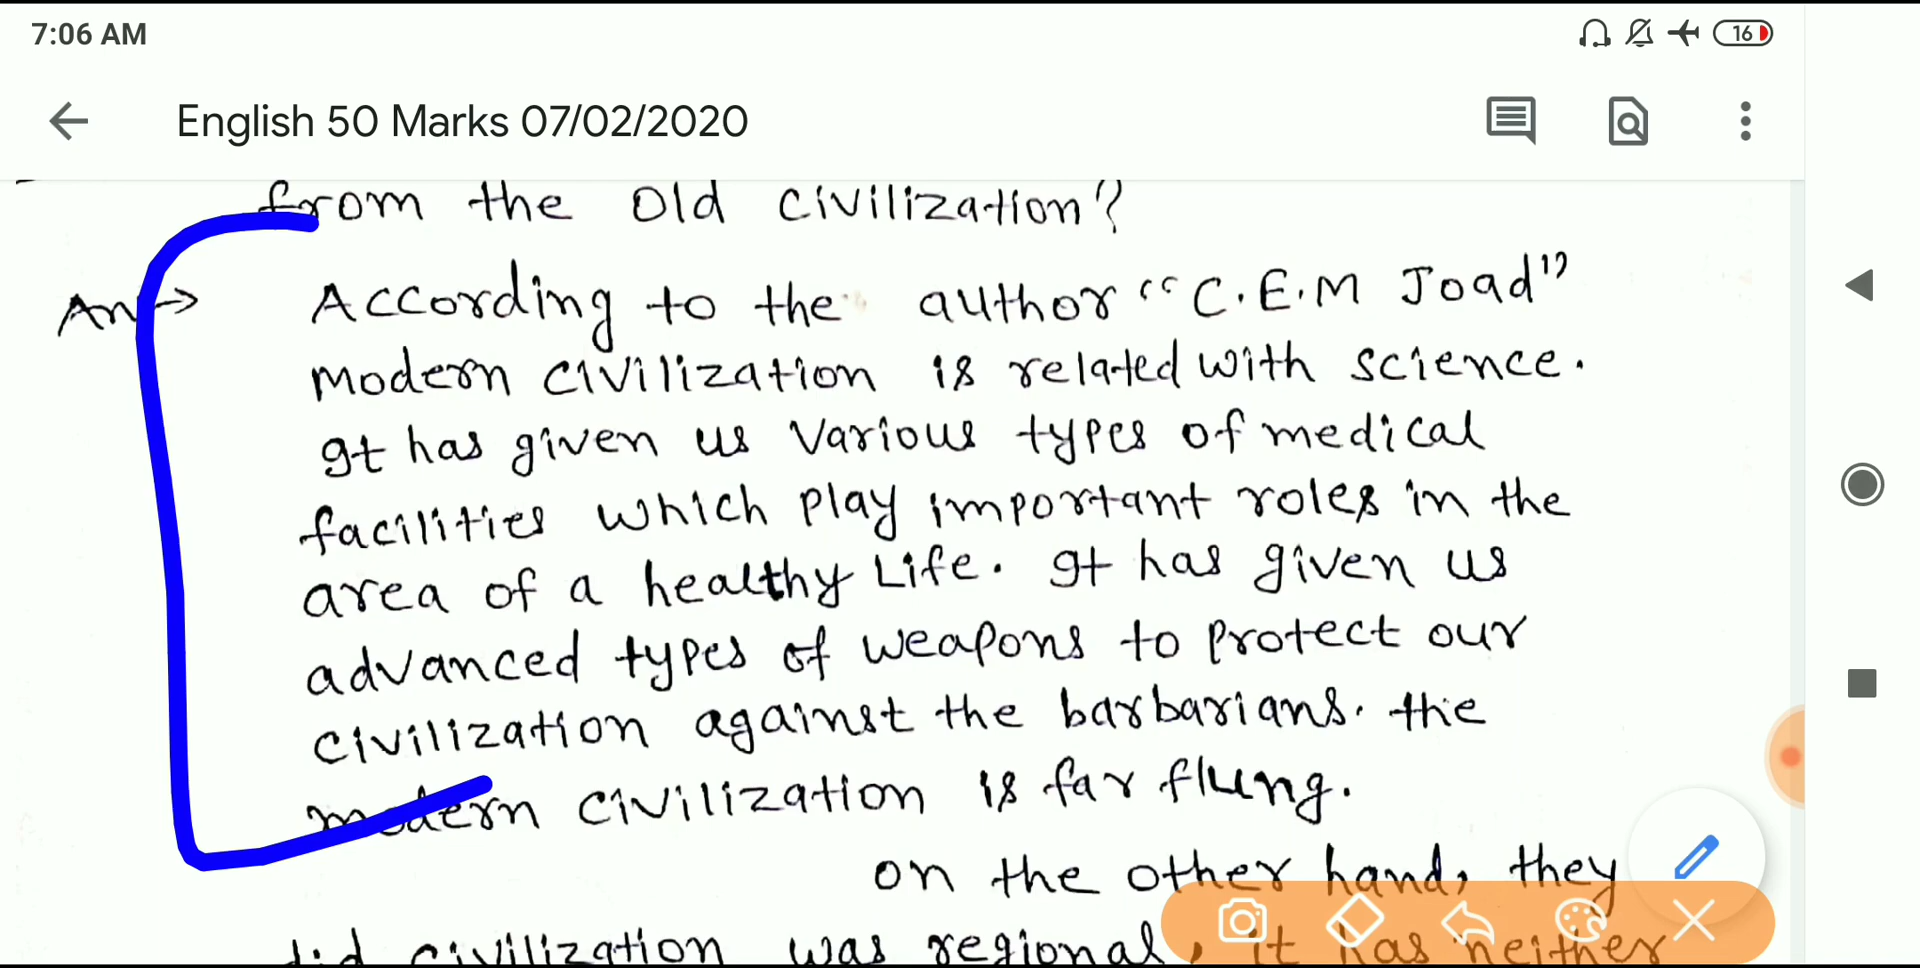 7:06 AM
16
English 50 Marks 07/02/2020
from the old civilization?
An→ According to the author "C.E.M Joad"
modern civilization is related with science.
It has given us various types of medical
facilities which play important roles in the
area of a healthy Life. It has given us
advanced types of weapons to protect our
civilization against the barbarians. the
modern civilization is far flung.
on the other hand, they
did civilization was regional, it has neither